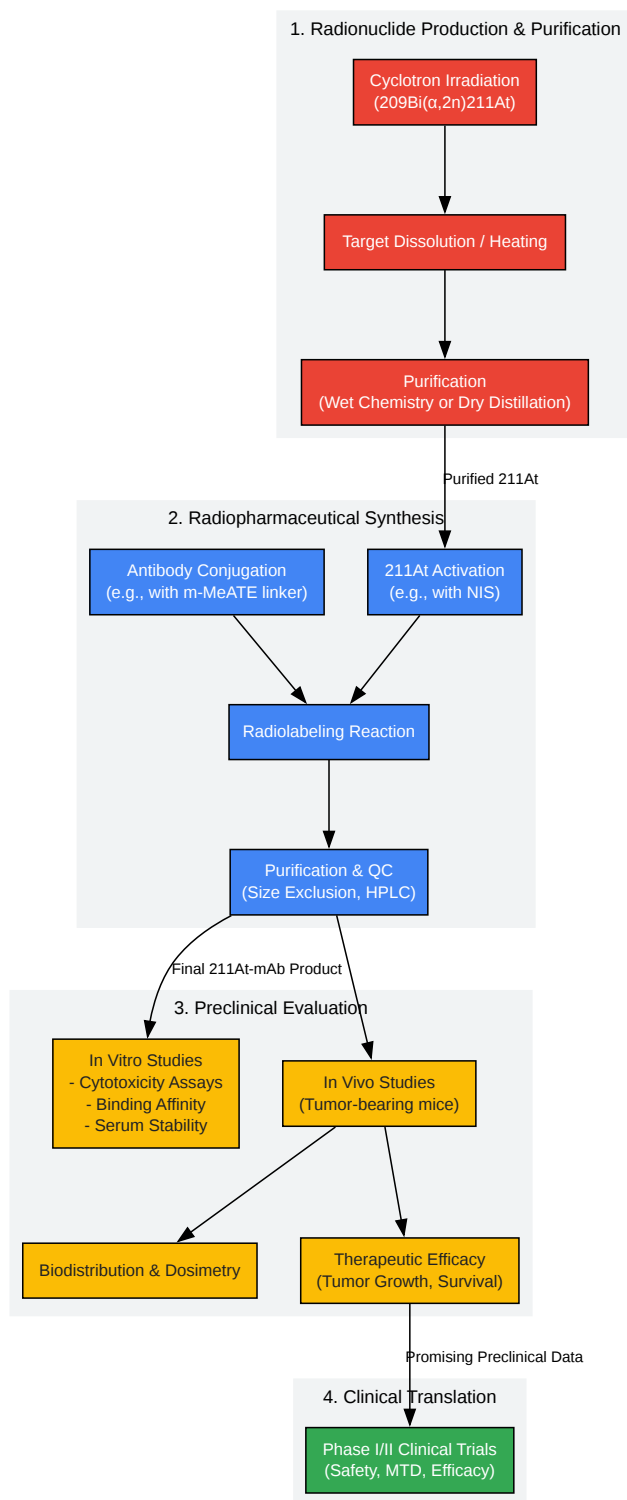 1. Radionuclide Production & Purification
Cyclotron Irradiation
(209Bi(α,2n)211At)
Target Dissolution / Heating
Purification
(Wet Chemistry or Dry Distillation)
Purified 211At
2. Radiopharmaceutical Synthesis
Antibody Conjugation
(e.g., with m-MeATE linker)
211At Activation
(e.g., with NIS)
Radiolabeling Reaction
Purification & QC
(Size Exclusion, HPLC)
Final 211At-mAb Product
3. Preclinical Evaluation
In Vitro Studies
- Cytotoxicity Assays
- Binding Affinity
- Serum Stability
In Vivo Studies
(Tumor-bearing mice)
Biodistribution & Dosimetry
Therapeutic Efficacy
(Tumor Growth, Survival)
Promising Preclinical Data
4. Clinical Translation
Phase I/II Clinical Trials
(Safety, MTD, Efficacy)